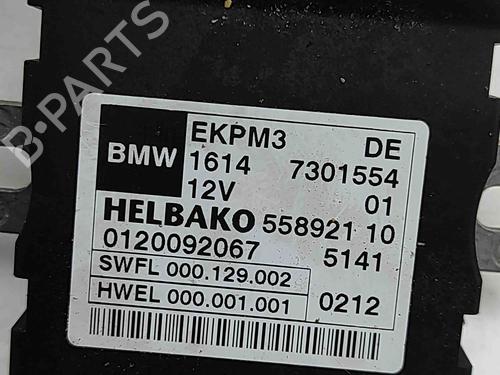 B-PARTS
BMW
EKPM3 DE
1614 7301554
12V 01
HELBAKO 558921 10
0120092067 5141
SWFL 000.129.002
HWEL 000.001.001 0212